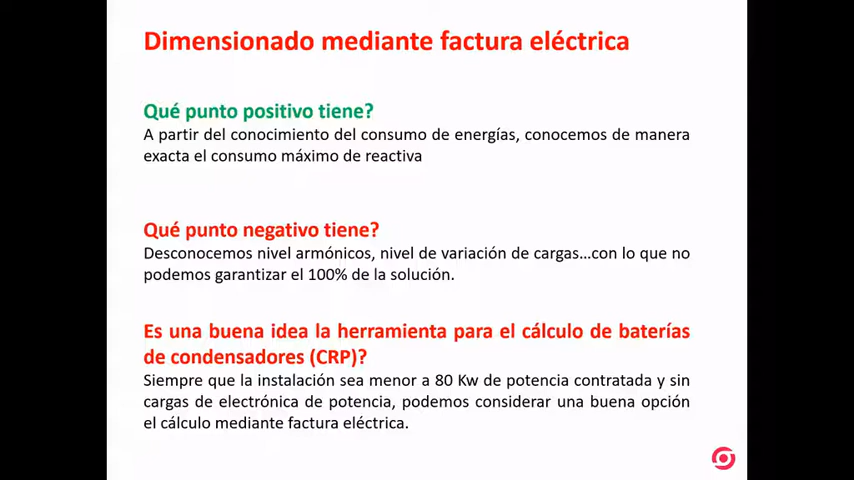 Dimensionado mediante factura eléctrica
Qué punto positivo tiene?
A partir del conocimiento del consumo de energías, conocemos de manera
exacta el consumo máximo de reactiva
Qué punto negativo tiene?
Desconocemos nivel armónicos, nivel de variación de cargas...con lo que no
podemos garantizar el 100% de la solución.
Es una buena idea la herramienta para el cálculo de baterías
de condensadores (CRP)?
Siempre que la instalación sea menor a 80 Kw de potencia contratada y sin
cargas de electrónica de potencia, podemos considerar una buena opción
el cálculo mediante factura eléctrica.